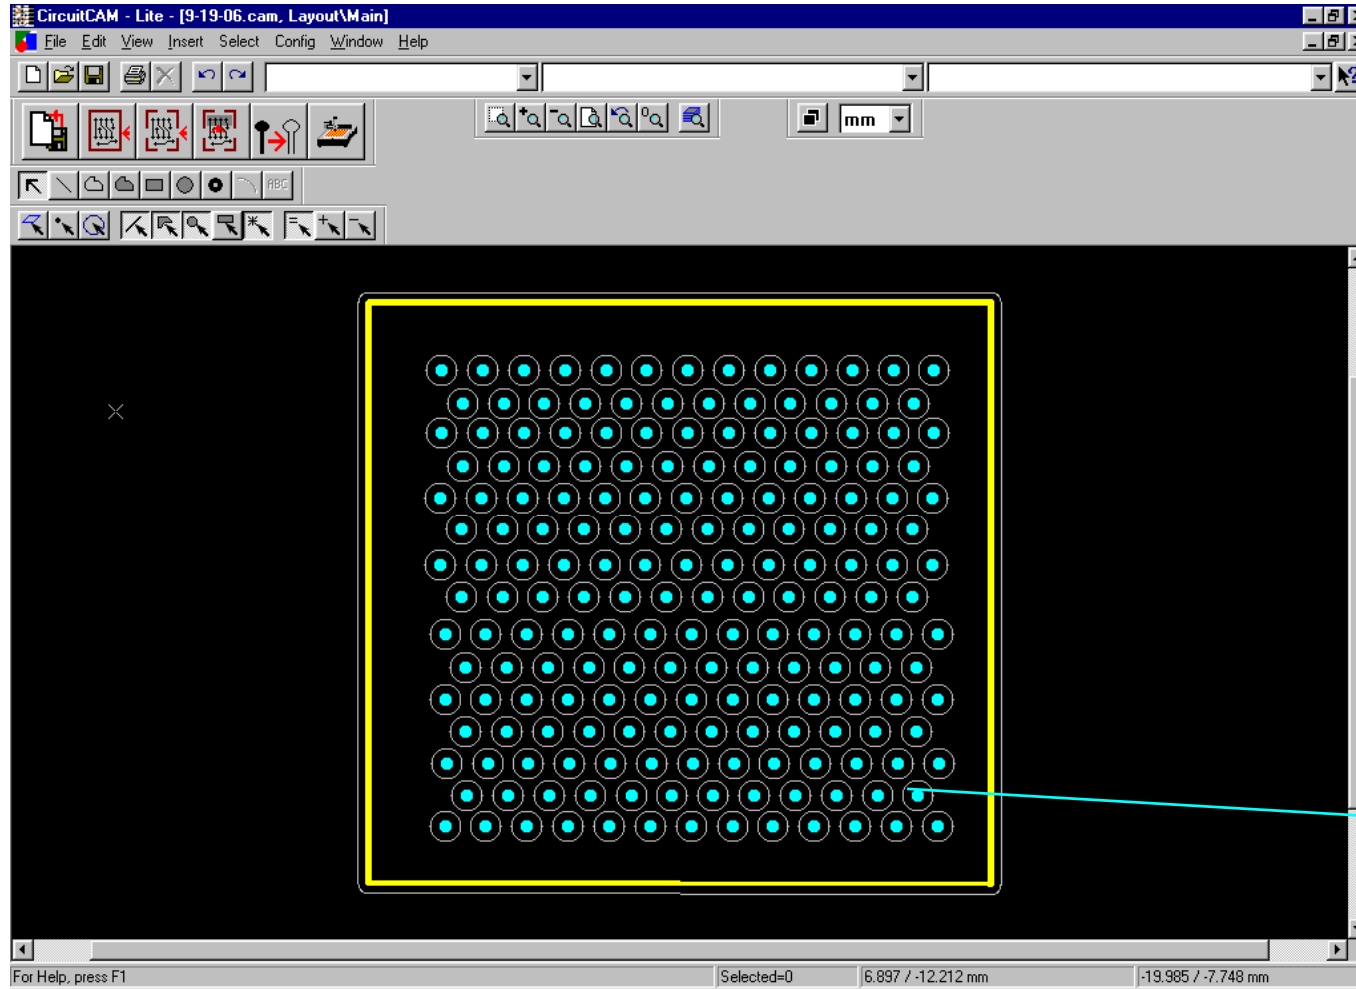 CircuitCAM - Lite - [9-19-06.cam, Layout\Main]
File Edit View Insert Select Config Window Help
mm
ABC
For Help, press F1 Selected=0 6.897 / -12.212 mm -19.985 / -7.748 mm